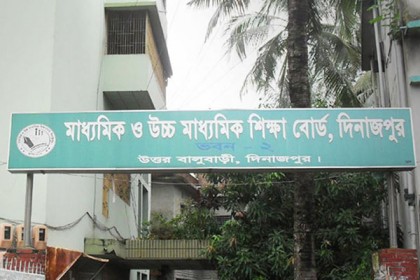 মাধ্যমিক ও উচ্চ মাধ্যমিক শিক্ষা বোর্ড, দিনাজপুর
ভবন - ২
উত্তর বালুবাড়ী, দিনাজপুর ।